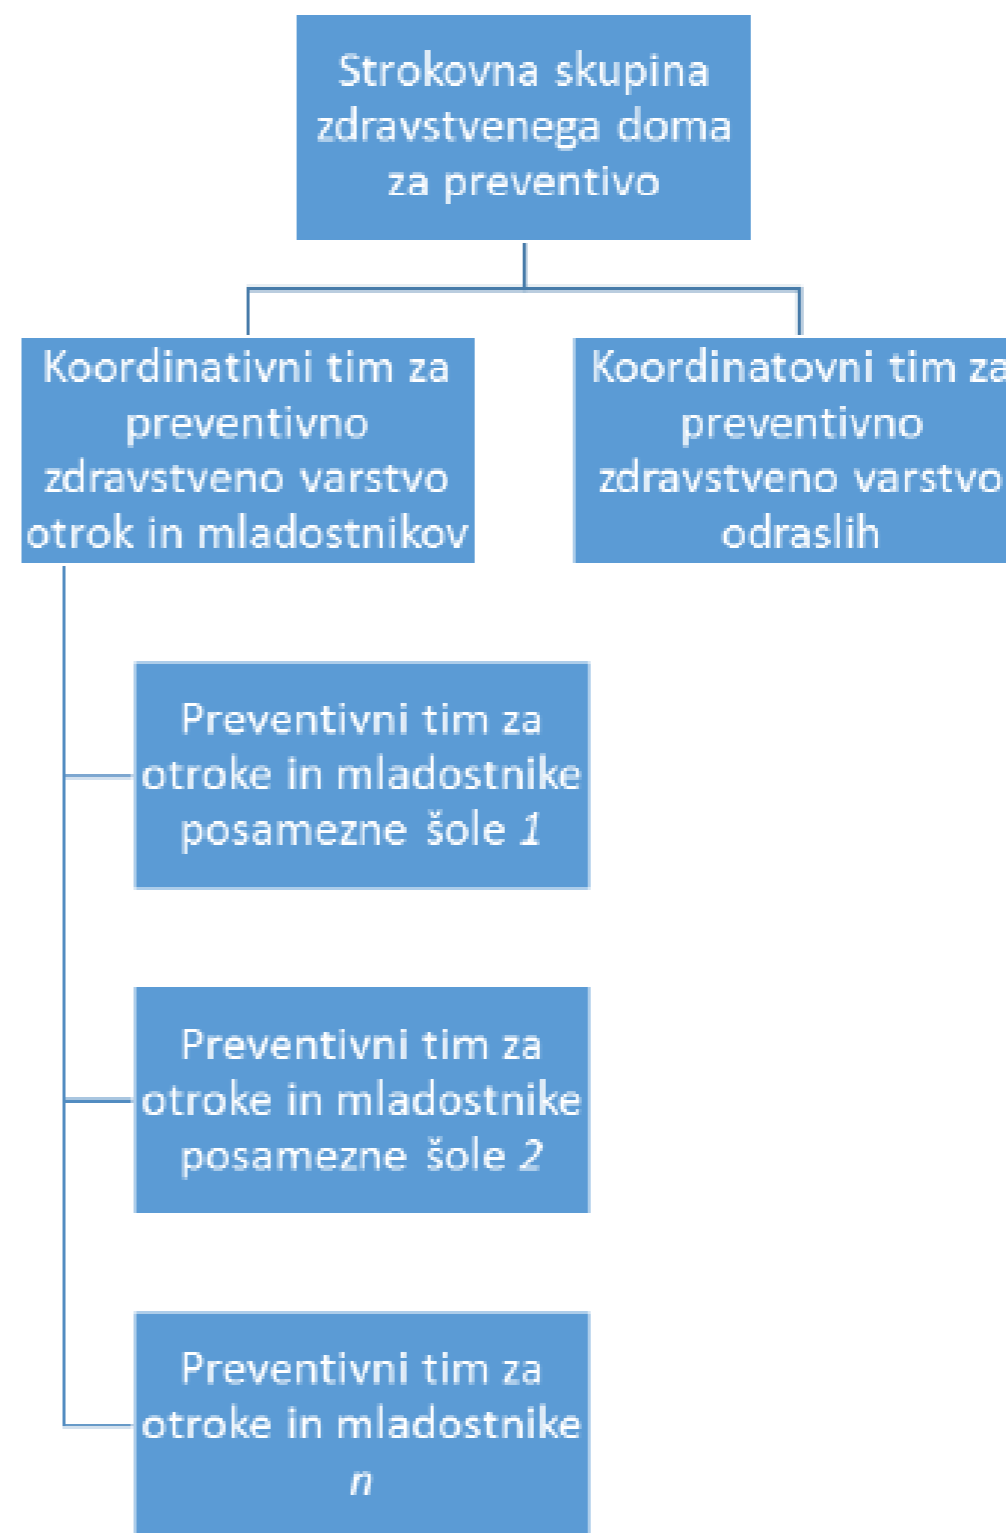 Strokovna skupina
zdravstvenega doma
za preventivo
Koordinativni tim za
preventivno
zdravstveno varstvo
otrok in mladostnikov
Koordinatovni tim za
preventivno
zdravstveno varstvo
odraslih
Preventivni tim za
otroke in mladostnike
posamezne šole 1
Preventivni tim za
otroke in mladostnike
posamezne šole 2
Preventivni tim za
otroke in mladostnike
n